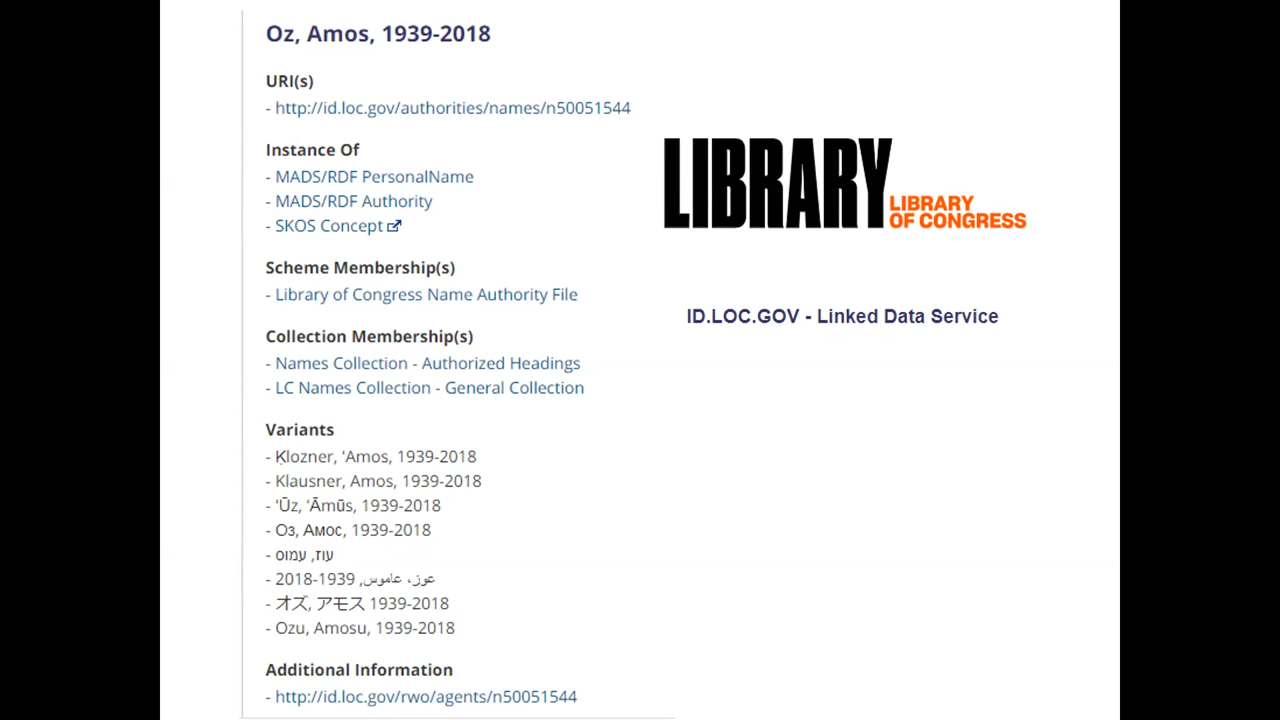 Oz, Amos, 1939-2018
URI(s)
- http://id.loc.gov/authorities/names/n50051544
Instance Of
- MADS/RDF PersonalName
- MADS/RDF Authority
- SKOS Concept
Scheme Membership(s)
- Library of Congress Name Authority File
Collection Membership(s)
- Names Collection - Authorized Headings
- LC Names Collection - General Collection
Variants
- Ḳlozner, ʻAmos, 1939-2018
- Klausner, Amos, 1939-2018
- ʻŪz, ʻĀmūs, 1939-2018
- Оз, Амос, 1939-2018
- עוז, עמוס
- عوز، عاموس, 1939-2018
- オズ, アモス 1939-2018
- Ozu, Amosu, 1939-2018
Additional Information
- http://id.loc.gov/rwo/agents/n50051544
LIBRARY
LIBRARY
OF CONGRESS
ID.LOC.GOV - Linked Data Service